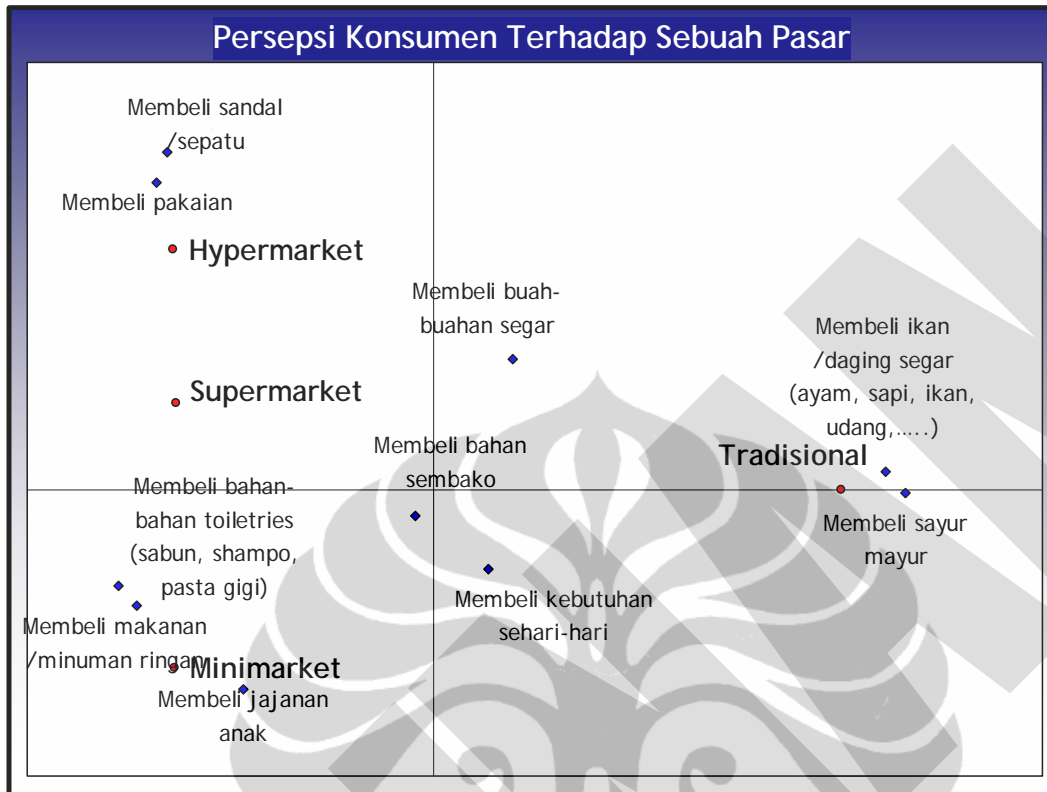 Persepsi Konsumen Terhadap Sebuah Pasar
Membeli sandal
/sepatu
Membeli pakaian
Hypermarket
Membeli buah-
buahan segar
Membeli ikan
/daging segar
(ayam, sapi, ikan,
udang,.....)
Supermarket
Membeli bahan
sembako
Tradisional
Membeli bahan-
bahan toiletries
(sabun, shampo,
pasta gigi)
Membeli sayur
mayur
Membeli kebutuhan
sehari-hari
Membeli makanan
/minuman ringan
Minimarket
Membeli jajanan
anak